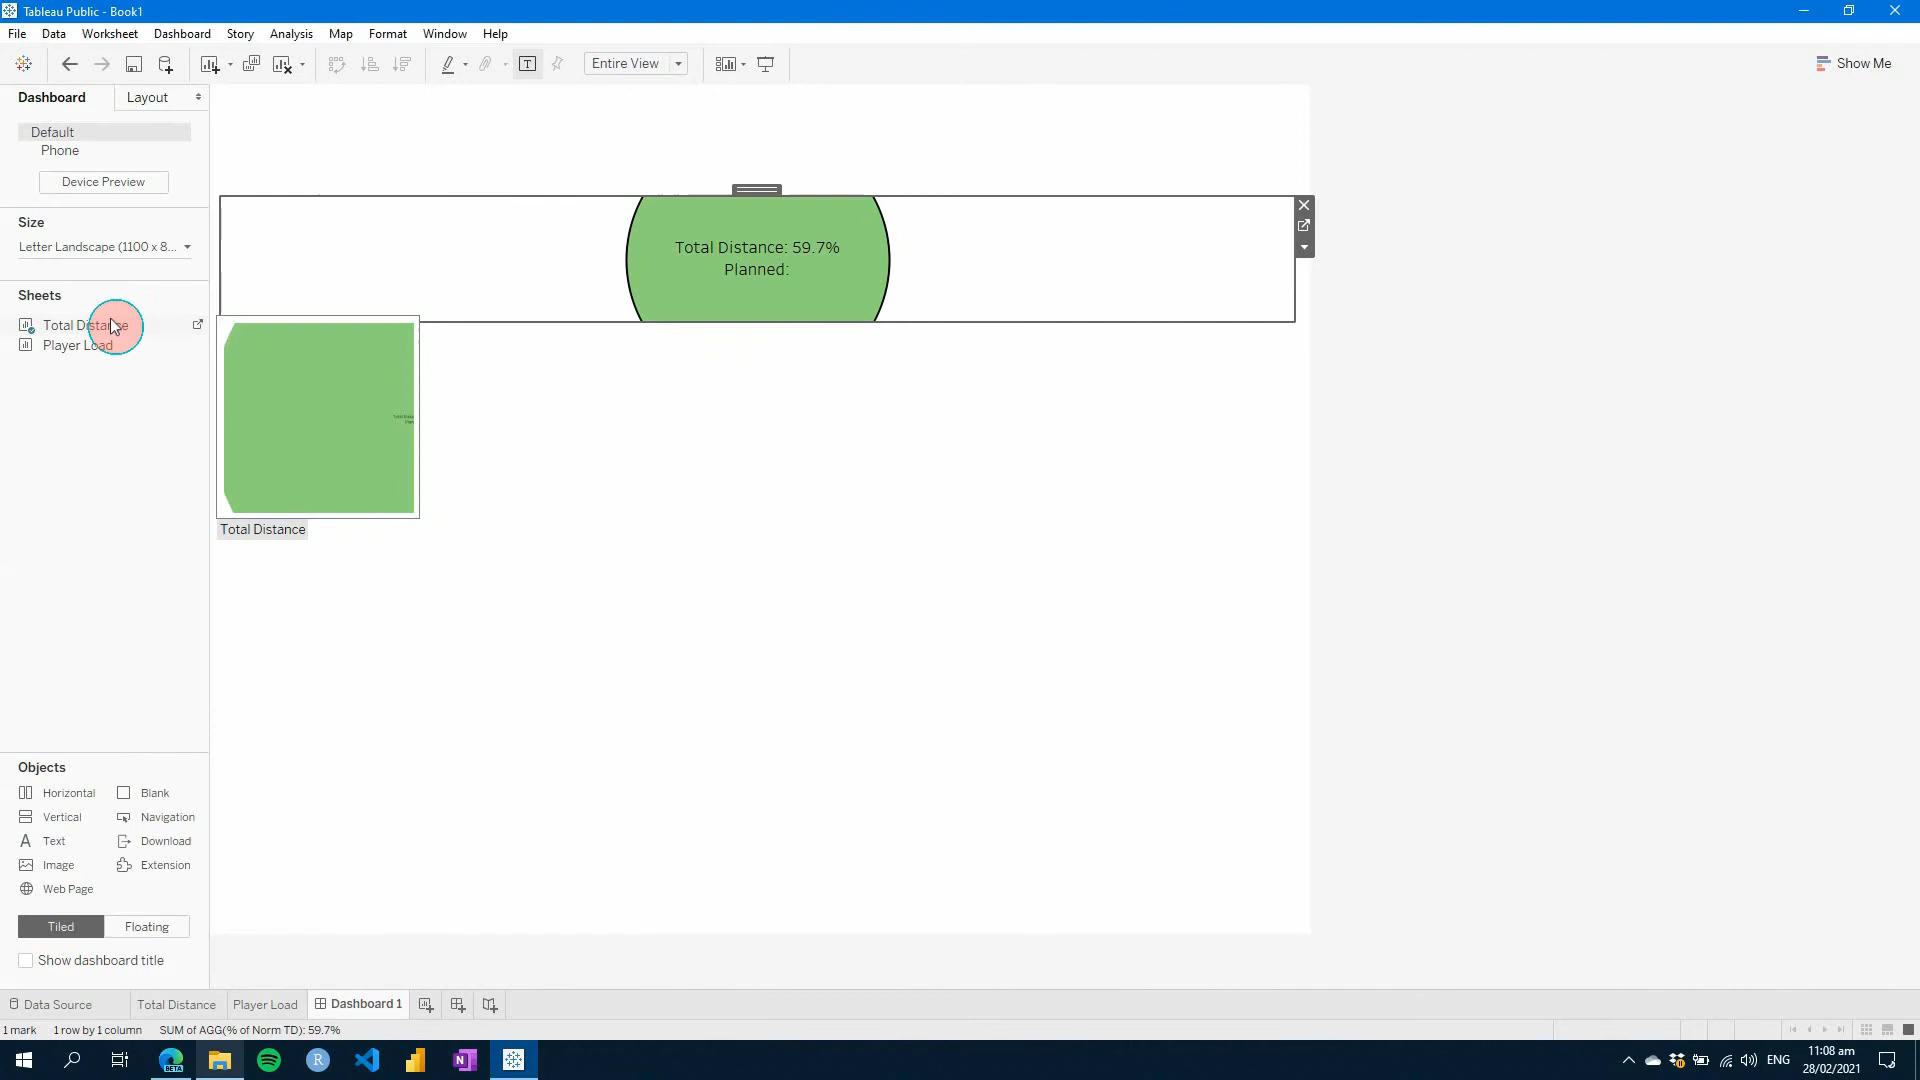 Tableau Public - Book1
File Data Worksheet Dashboard Story Analysis Map Format Window Help
Entire View
Show Me
Dashboard Layout
Default
Phone
Device Preview
Size
Letter Landscape (1100 x 8...
Sheets
Total Distance
Player Load
Total Distance: 59.7%
Planned:
Total Distance
Objects
Horizontal Blank
Vertical Navigation
Text Download
Image Extension
Web Page
Tiled Floating
Show dashboard title
Data Source Total Distance Player Load Dashboard 1
1 mark 1 row by 1 column SUM of AGG(% of Norm TD): 59.7%
ENG
11:08 am
28/02/2021